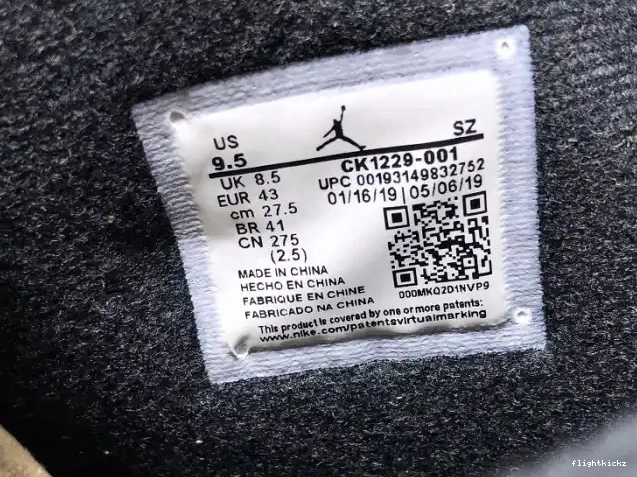 US SZ
9.5 CK1229-001
UK 8.5 UPC 00193149832752
EUR 43 01/16/19 | 05/06/19
cm 27.5
BR 41
CN 275
(2.5)
MADE IN CHINA
HECHO EN CHINA
FABRIQUE EN CHINE
FABRICADO NA CHINA
000MKQ2D1NVP9
This product is covered by one or more patents:
www.nike.com/patentsvirtualmarking
flightkickz